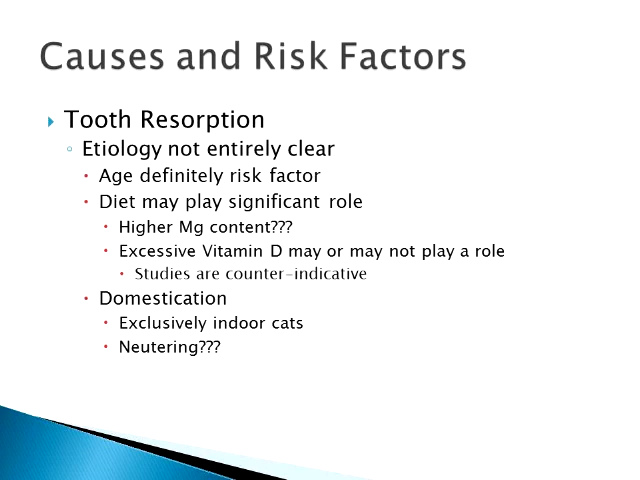 Causes and Risk Factors
Tooth Resorption
Etiology not entirely clear
Age definitely risk factor
Diet may play significant role
Higher Mg content???
Excessive Vitamin D may or may not play a role
Studies are counter-indicative
Domestication
Exclusively indoor cats
Neutering???